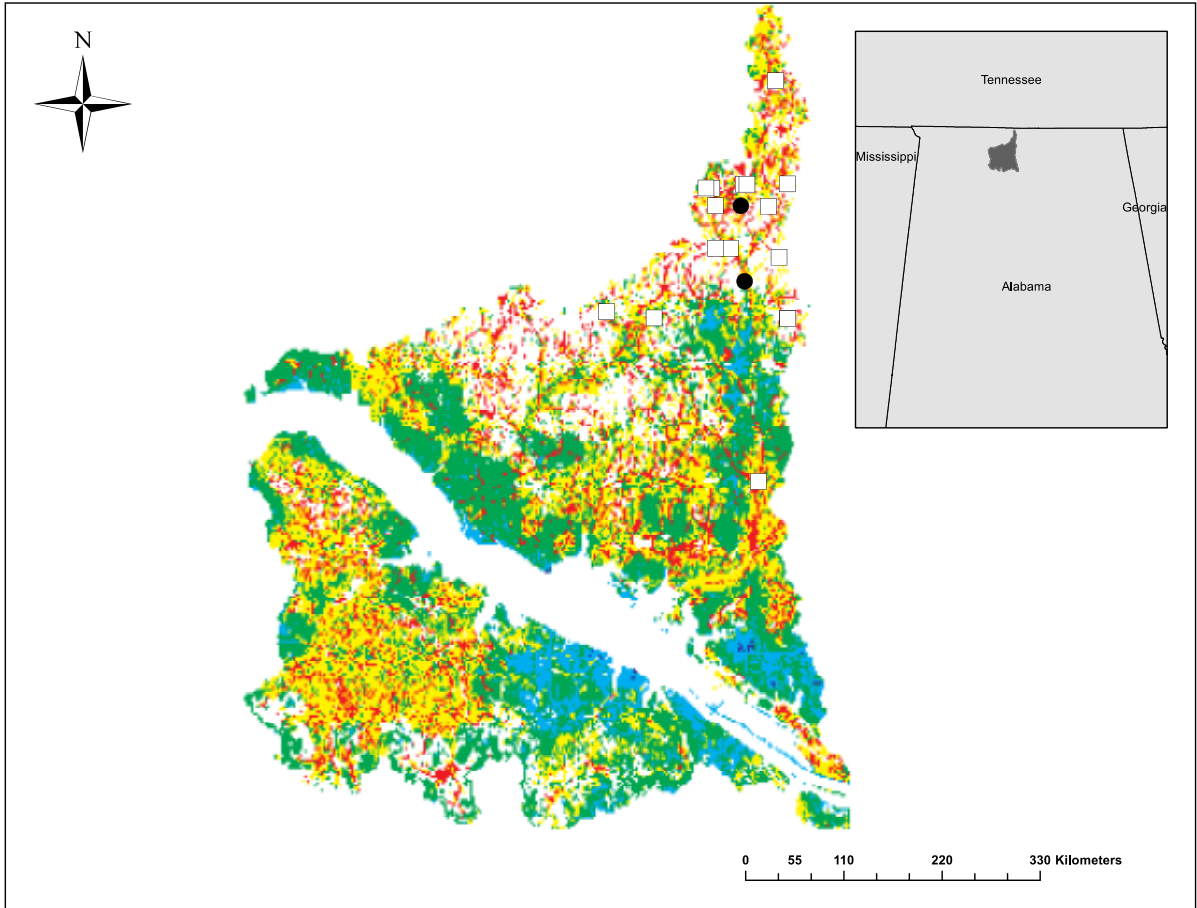 N
Tennessee
Mississippi
Georgia
Alabama
0 55 110 220 330 Kilometers